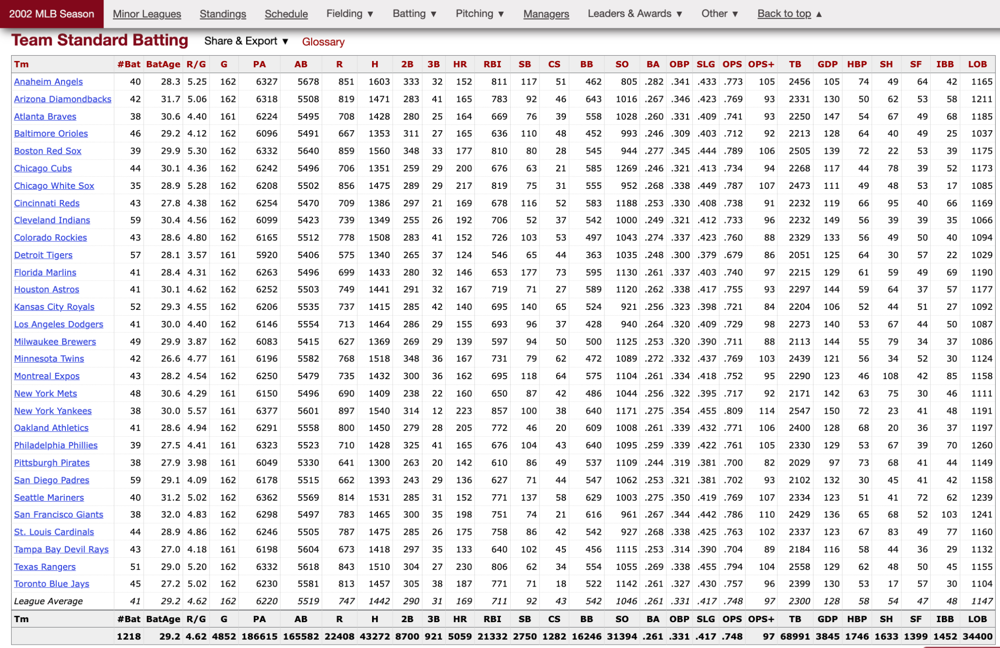 2002 MLB Season Minor Leagues Standings Schedule Fielding ▼ Batting ▼ Pitching ▼ Managers Leaders & Awards ▼ Other ▼ Back to top ▲
Team Standard Batting Share & Export ▼ Glossary
Tm #Bat BatAge R/G G PA AB R H 2B 3B HR RBI SB CS BB SO BA OBP SLG OPS OPS+ TB GDP HBP SH SF IBB LOB
Anaheim Angels 40 28.3 5.25 162 6327 5678 851 1603 333 32 152 811 117 51 462 805 .282 .341 .433 .773 105 2456 105 74 49 64 42 1165
Arizona Diamondbacks 42 31.7 5.06 162 6318 5508 819 1471 283 41 165 783 92 46 643 1016 .267 .346 .423 .769 93 2331 130 50 62 53 58 1211
Atlanta Braves 38 30.6 4.40 161 6224 5495 708 1428 280 25 164 669 76 39 558 1028 .260 .331 .409 .741 93 2250 147 54 67 49 68 1185
Baltimore Orioles 46 29.2 4.12 162 6096 5491 667 1353 311 27 165 636 110 48 452 993 .246 .309 .403 .712 92 2213 128 64 40 49 25 1037
Boston Red Sox 39 29.9 5.30 162 6332 5640 859 1560 348 33 177 810 80 28 545 944 .277 .345 .444 .789 106 2505 139 72 22 53 39 1175
Chicago Cubs 44 30.1 4.36 162 6242 5496 706 1351 259 29 200 676 63 21 585 1269 .246 .321 .413 .734 94 2268 117 44 78 39 52 1173
Chicago White Sox 35 28.9 5.28 162 6208 5502 856 1475 289 29 217 819 75 31 555 952 .268 .338 .449 .787 107 2473 111 49 48 53 17 1085
Cincinnati Reds 43 27.8 4.38 162 6254 5470 709 1386 297 21 169 678 116 52 583 1188 .253 .330 .408 .738 91 2232 119 66 95 40 66 1169
Cleveland Indians 59 30.4 4.56 162 6099 5423 739 1349 255 26 192 706 52 37 542 1000 .249 .321 .412 .733 96 2232 149 56 39 39 35 1066
Colorado Rockies 43 28.6 4.80 162 6165 5512 778 1508 283 41 152 726 103 53 497 1043 .274 .337 .423 .760 88 2329 133 56 49 50 40 1094
Detroit Tigers 57 28.1 3.57 161 5920 5406 575 1340 265 37 124 546 65 44 363 1035 .248 .300 .379 .679 86 2051 125 64 30 57 22 1029
Florida Marlins 41 28.4 4.31 162 6263 5496 699 1433 280 32 146 653 177 73 595 1130 .261 .337 .403 .740 97 2215 129 61 59 49 69 1190
Houston Astros 41 30.1 4.62 162 6252 5503 749 1441 291 32 167 719 71 27 589 1120 .262 .338 .417 .755 93 2297 144 59 64 37 57 1177
Kansas City Royals 52 29.3 4.55 162 6206 5535 737 1415 285 42 140 695 140 65 524 921 .256 .323 .398 .721 84 2204 106 52 44 51 27 1092
Los Angeles Dodgers 41 30.0 4.40 162 6146 5554 713 1464 286 29 155 693 96 37 428 940 .264 .320 .409 .729 98 2273 140 53 67 44 50 1087
Milwaukee Brewers 49 29.9 3.87 162 6083 5415 627 1369 269 29 139 597 94 50 500 1125 .253 .320 .390 .711 88 2113 144 55 79 34 37 1086
Minnesota Twins 42 26.6 4.77 161 6196 5582 768 1518 348 36 167 731 79 62 472 1089 .272 .332 .437 .769 103 2439 121 56 34 52 30 1124
Montreal Expos 43 28.2 4.54 162 6250 5479 735 1432 300 36 162 695 118 64 575 1104 .261 .334 .418 .752 95 2290 123 46 108 42 85 1158
New York Mets 48 30.6 4.29 161 6150 5496 690 1409 238 22 160 650 87 42 486 1044 .256 .322 .395 .717 92 2171 142 63 75 30 46 1111
New York Yankees 38 30.0 5.57 161 6377 5601 897 1540 314 12 223 857 100 38 640 1171 .275 .354 .455 .809 114 2547 150 72 23 41 48 1191
Oakland Athletics 41 28.6 4.94 162 6291 5558 800 1450 279 28 205 772 46 20 609 1008 .261 .339 .432 .771 106 2400 128 68 20 36 37 1197
Philadelphia Phillies 39 27.5 4.41 161 6323 5523 710 1428 325 41 165 676 104 43 640 1095 .259 .339 .422 .761 105 2330 129 53 67 39 70 1260
Pittsburgh Pirates 38 27.9 3.98 161 6049 5330 641 1300 263 20 142 610 86 49 537 1109 .244 .319 .381 .700 82 2029 97 73 68 41 44 1149
San Diego Padres 59 29.1 4.09 162 6178 5515 662 1393 243 29 136 627 71 44 547 1062 .253 .321 .381 .702 93 2102 132 30 45 41 42 1158
Seattle Mariners 40 31.2 5.02 162 6362 5569 814 1531 285 31 152 771 137 58 629 1003 .275 .350 .419 .769 107 2334 123 51 41 72 62 1239
San Francisco Giants 38 32.0 4.83 162 6298 5497 783 1465 300 35 198 751 74 21 616 961 .267 .344 .442 .786 110 2429 136 65 68 52 103 1241
St. Louis Cardinals 44 28.9 4.86 162 6246 5505 787 1475 285 26 175 758 86 42 542 927 .268 .338 .425 .763 102 2337 123 67 83 49 77 1160
Tampa Bay Devil Rays 43 27.0 4.18 161 6198 5604 673 1418 297 35 133 640 102 45 456 1115 .253 .314 .390 .704 89 2184 116 58 44 36 29 1132
Texas Rangers 51 29.0 5.20 162 6332 5618 843 1510 304 27 230 806 62 34 554 1055 .269 .338 .455 .794 104 2558 129 62 48 50 45 1155
Toronto Blue Jays 45 27.2 5.02 162 6230 5581 813 1457 305 38 187 771 71 18 522 1142 .261 .327 .430 .757 96 2399 130 53 17 57 30 1104
League Average 41 29.2 4.62 162 6220 5519 747 1442 290 31 169 711 92 43 542 1046 .261 .331 .417 .748 97 2300 128 58 54 47 48 1147
Tm #Bat BatAge R/G G PA AB R H 2B 3B HR RBI SB CS BB SO BA OBP SLG OPS OPS+ TB GDP HBP SH SF IBB LOB
1218 29.2 4.62 4852 186615 165582 22408 43272 8700 921 5059 21332 2750 1282 16246 31394 .261 .331 .417 .748 97 68991 3845 1746 1633 1399 1452 34400